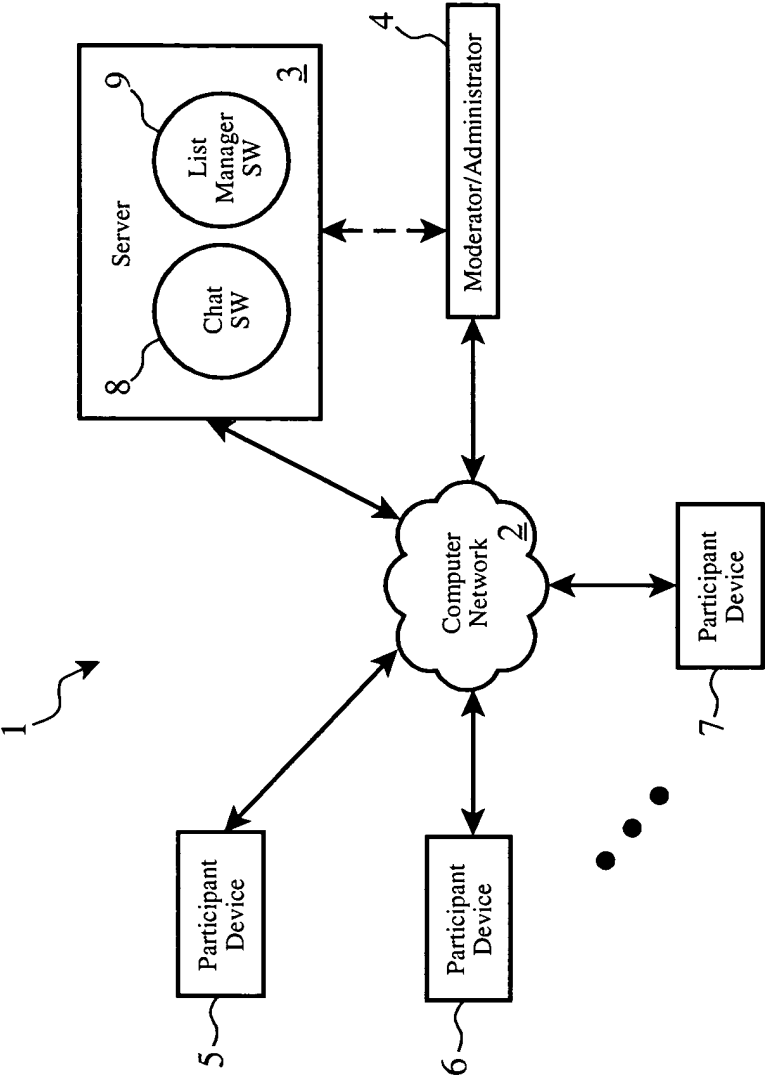 1
5
Participant
Device
6
Participant
Device
7
Participant
Device
Computer
Network
2
Server
8
Chat
SW
9
List
Manager
SW
3
4
Moderator/Administrator